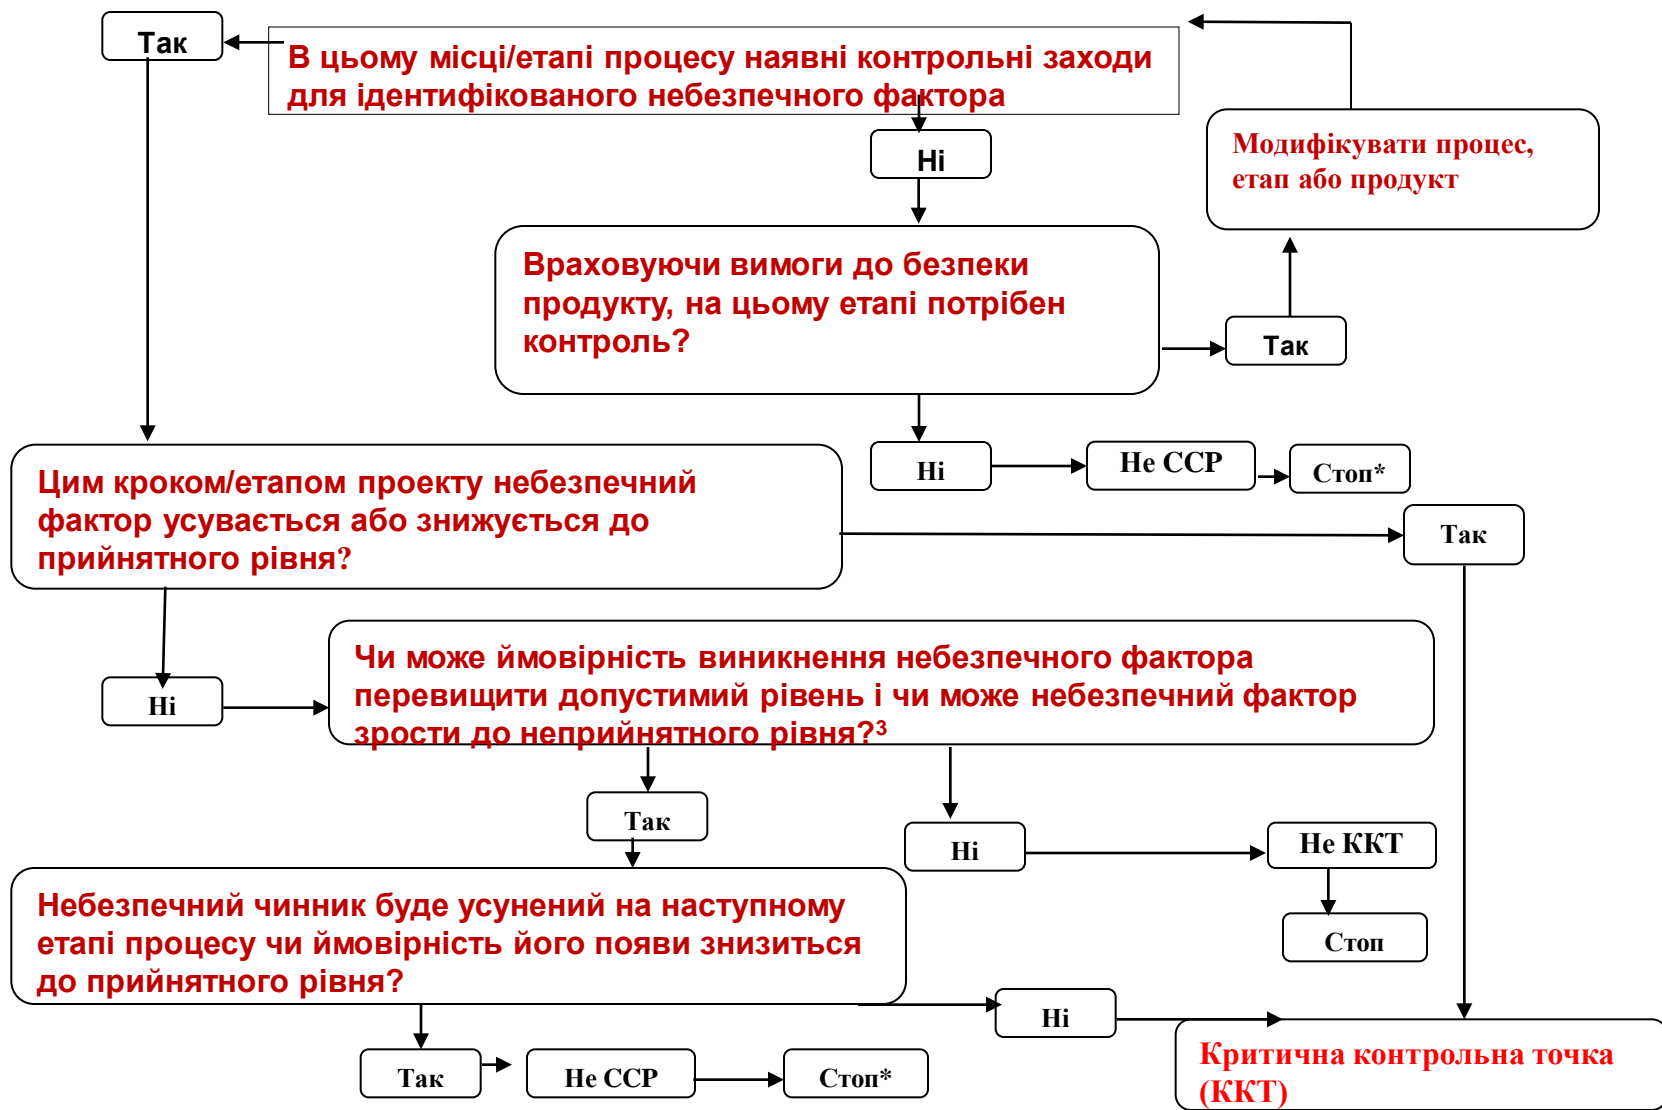 Так
В цьому місці/етапі процесу наявні контрольні заходи
для ідентифікованого небезпечного фактора
Ні
Модифікувати процес,
етап або продукт
Враховуючи вимоги до безпеки
продукту, на цьому етапі потрібен
контроль?
Так
Ні
Не ССР
Стоп*
Цим кроком/етапом проекту небезпечний
фактор усувається або знижується до
прийнятного рівня?
Так
Ні
Чи може ймовірність виникнення небезпечного фактора
перевищити допустимий рівень і чи може небезпечний фактор
зрости до неприйнятного рівня?³
Так
Ні
Не ККТ
Стоп
Небезпечний чинник буде усунений на наступному
етапі процесу чи ймовірність його появи знизиться
до прийнятного рівня?
Ні
Так
Не ССР
Стоп*
Критична контрольна точка
(ККТ)